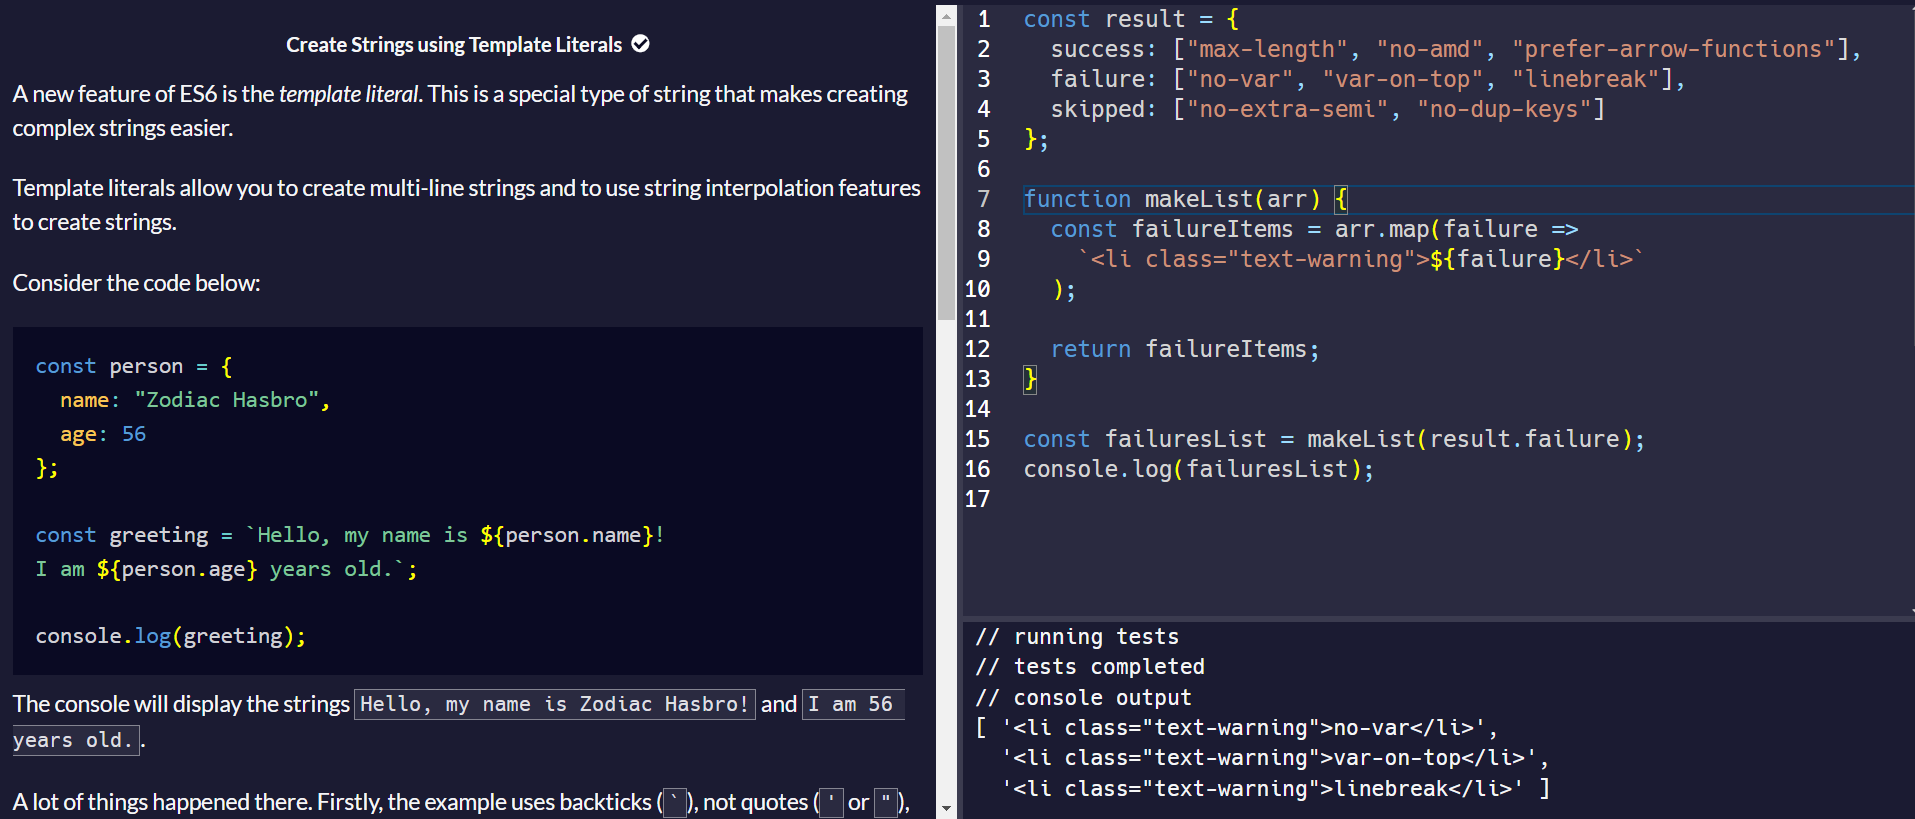 Create Strings using Template Literals
A new feature of ES6 is the template literal. This is a special type of string that makes creating
complex strings easier.
Template literals allow you to create multi-line strings and to use string interpolation features
to create strings.
Consider the code below:
const person = {
  name: "Zodiac Hasbro",
  age: 56
};
const greeting = `Hello, my name is ${person.name}!
I am ${person.age} years old.`;
console.log(greeting);
The console will display the strings Hello, my name is Zodiac Hasbro! and I am 56
years old..
A lot of things happened there. Firstly, the example uses backticks (`), not quotes (' or "),
1 const result = {
2   success: ["max-length", "no-amd", "prefer-arrow-functions"],
3   failure: ["no-var", "var-on-top", "linebreak"],
4   skipped: ["no-extra-semi", "no-dup-keys"]
5 };
6
7 function makeList(arr) {
8   const failureItems = arr.map(failure =>
9     `<li class="text-warning">${failure}</li>`
10   );
11
12   return failureItems;
13 }
14
15 const failuresList = makeList(result.failure);
16 console.log(failuresList);
17
// running tests
// tests completed
// console output
[ '<li class="text-warning">no-var</li>',
  '<li class="text-warning">var-on-top</li>',
  '<li class="text-warning">linebreak</li>' ]